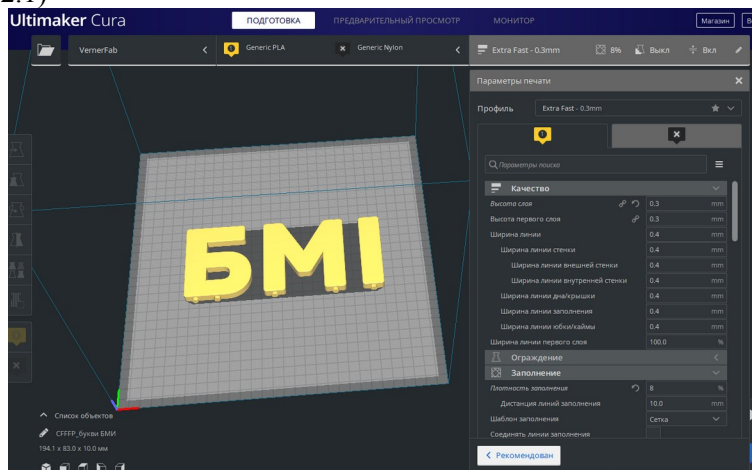 2.1)
Ultimaker Cura ПОДГОТОВКА ПРЕДВАРИТЕЛЬНЫЙ ПРОСМОТР МОНИТОР Магазин
VernerFab Generic PLA Generic Nylon Extra Fast - 0.3mm 8% Выкл Вкл
Параметры печати
Профиль Extra Fast - 0.3mm
Параметры поиска
Качество
Высота слоя 0.3 mm
Высота первого слоя 0.3 mm
Ширина линии 0.4 mm
Ширина линии стенки 0.4 mm
Ширина линии внешней стенки 0.4 mm
Ширина линии внутренней стенки 0.4 mm
Ширина линии дна/крышки 0.4 mm
Ширина линии заполнения 0.4 mm
Ширина линии юбки/каймы 0.4 mm
Ширина линии первого слоя 100.0 %
Ограждение
Заполнение
Плотность заполнения 8 %
Дистанция линий заполнения 10.0 mm
Шаблон заполнения Сетка
Соединять линии заполнения
Рекомендован
БМІ
Список объектов
CFFFP_букви БМИ
194.1 x 83.0 x 10.0 мм